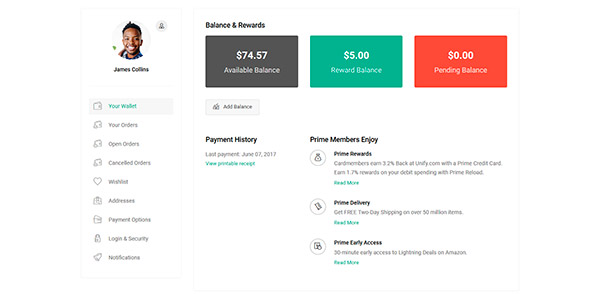 James Collins
Your Wallet
Your Orders
Open Orders
Cancelled Orders
Wishlist
Addresses
Payment Options
Login & Security
Notifications
Balance & Rewards
$74.57
Available Balance
$5.00
Reward Balance
$0.00
Pending Balance
Add Balance
Payment History
Last payment: June 07, 2017
View printable receipt
Prime Members Enjoy
Prime Rewards
Cardmembers earn 3.2% Back at Unify.com with a Prime Credit Card.
Earn 1.7% rewards on your debit spending with Prime Reload.
Read More
Prime Delivery
Get FREE Two-Day Shipping on over 50 million items.
Read More
Prime Early Access
30-minute early access to Lightning Deals on Amazon.
Read More